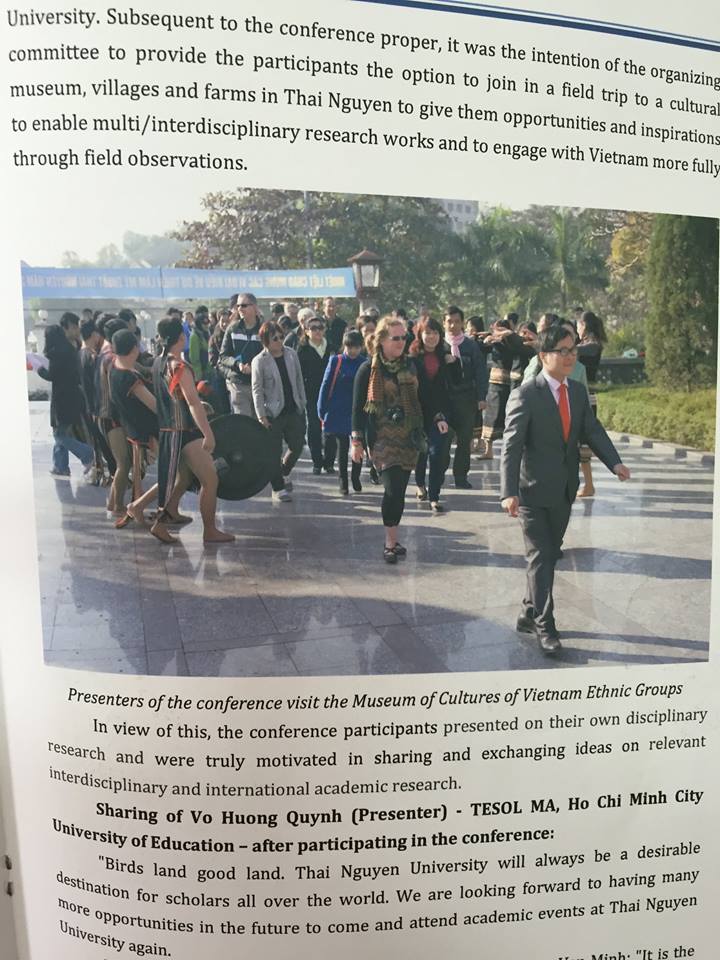 University. Subsequent to the conference proper, it was the intention of the organizing
committee to provide the participants the option to join in a field trip to a cultural
museum, villages and farms in Thai Nguyen to give them opportunities and inspirations
to enable multi/interdisciplinary research works and to engage with Vietnam more fully
through field observations.
Presenters of the conference visit the Museum of Cultures of Vietnam Ethnic Groups
In view of this, the conference participants presented on their own disciplinary
research and were truly motivated in sharing and exchanging ideas on relevant
interdisciplinary and international academic research.
Sharing of Vo Huong Quynh (Presenter) - TESOL MA, Ho Chi Minh City
University of Education – after participating in the conference:
"Birds land good land. Thai Nguyen University will always be a desirable
destination for scholars all over the world. We are looking forward to having many
more opportunities in the future to come and attend academic events at Thai Nguyen
University again.
Minh: "It is the